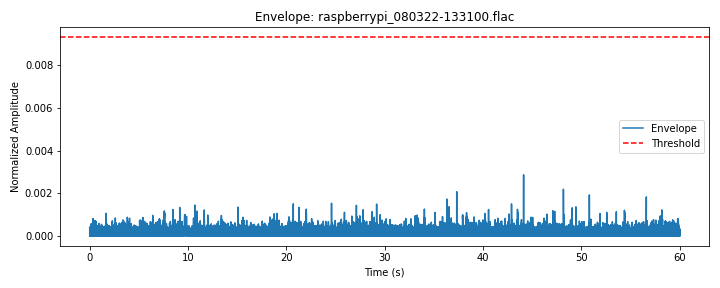 Envelope: raspberrypi_080322-133100.flac
Normalized Amplitude
0.008
0.006
0.004
0.002
0.000
Envelope
Threshold
0
10
20
30
40
50
60
Time (s)